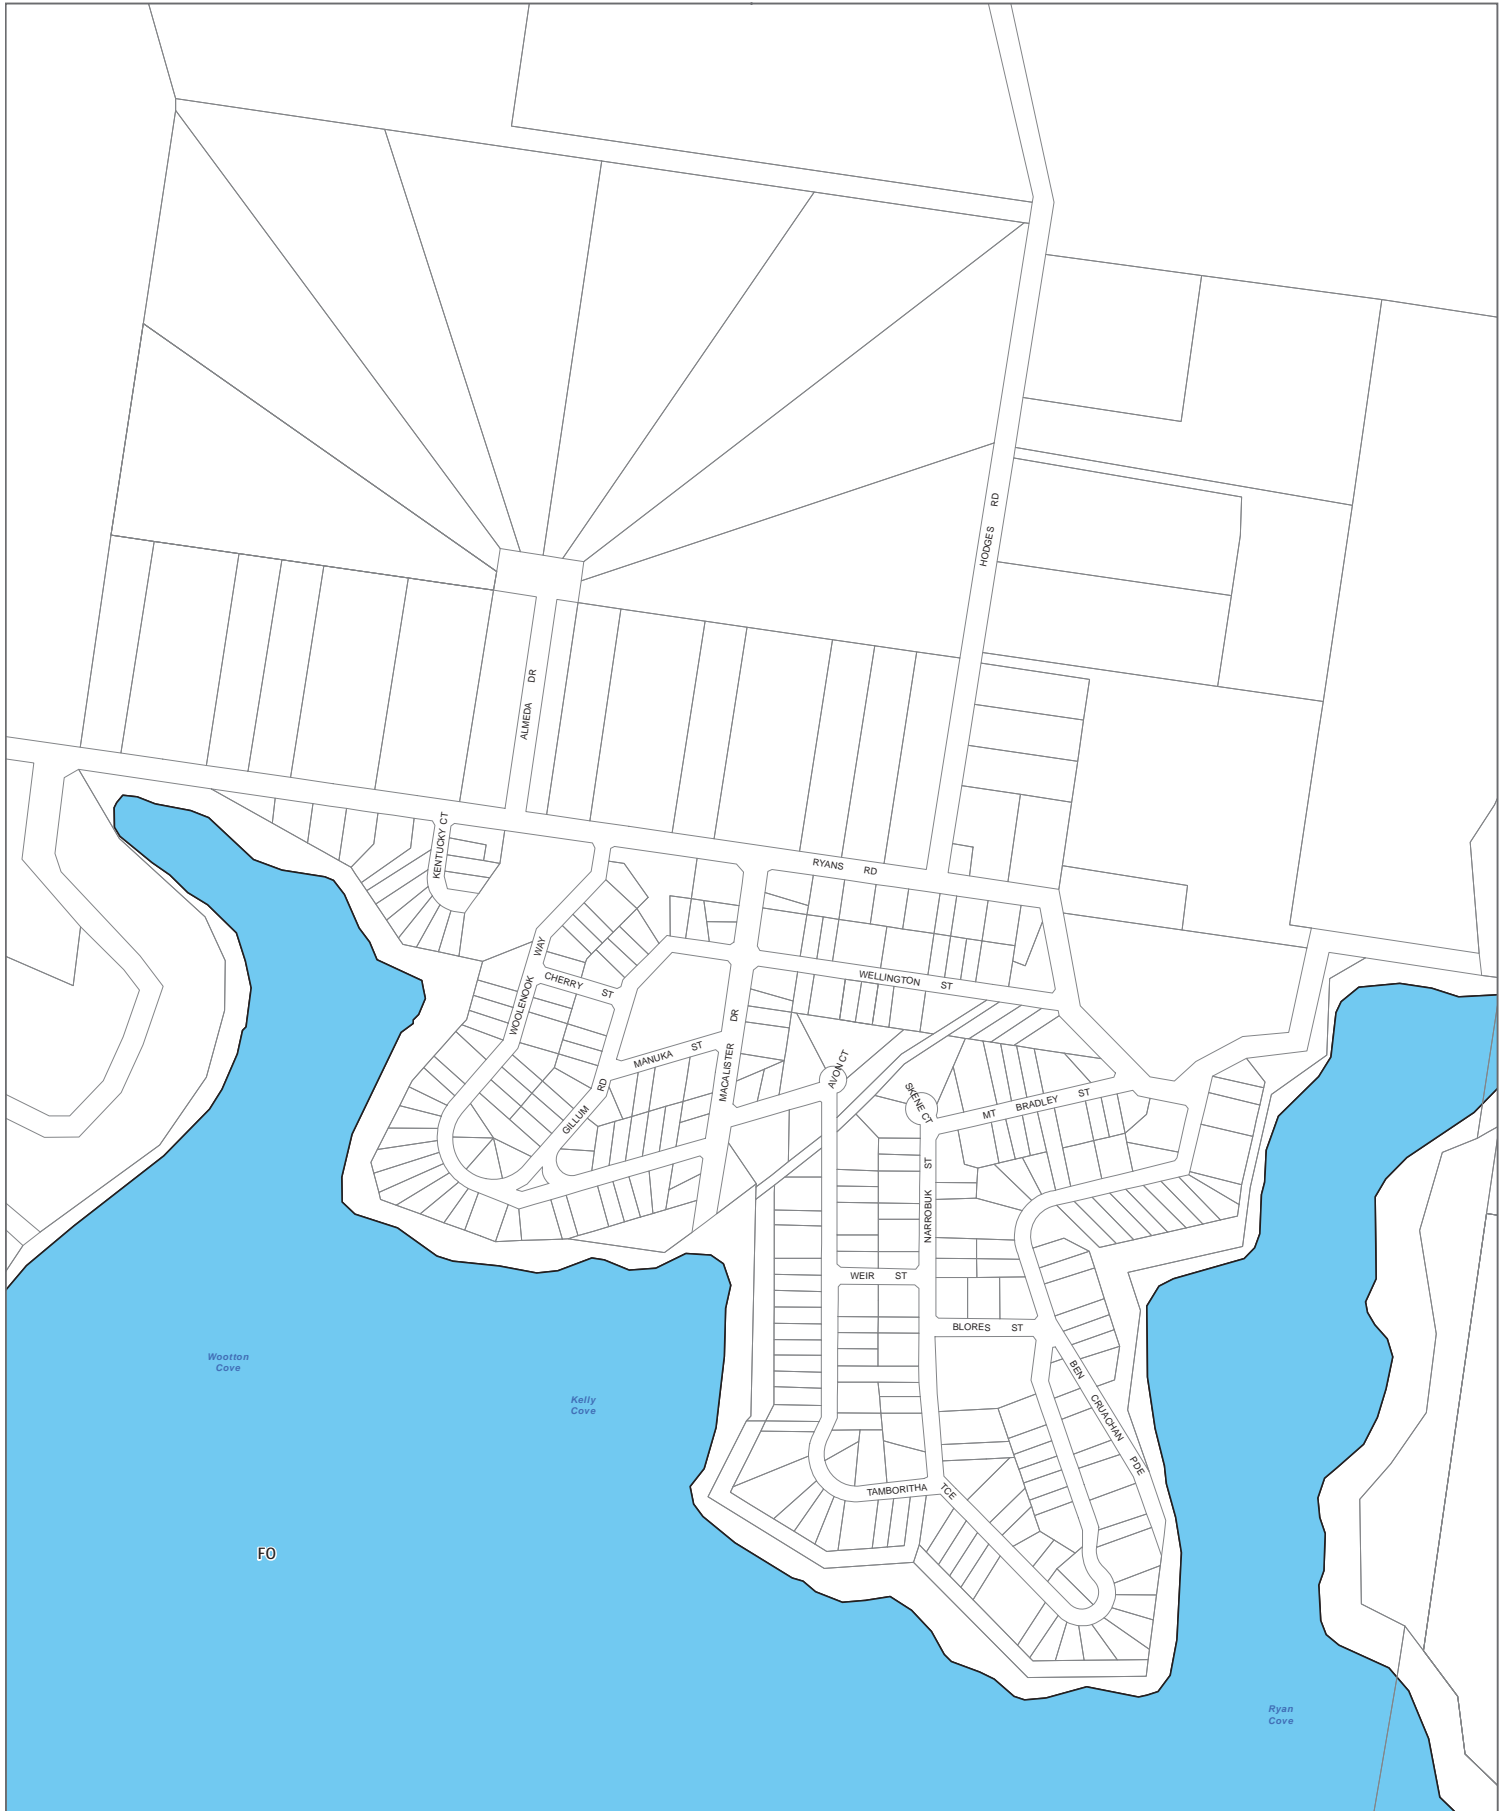 HODGES RD
ALMEDA DR
KENTUCKY CT
RYANS RD
WOOLENOOK WAY
CHERRY ST
WELLINGTON ST
MACALISTER DR
MANUKA ST
AVON CT
GILLUM RD
SKENE CT
MT BRADLEY ST
NARROBUK ST
WEIR ST
BLORES ST
Wootton
Cove
Kelly
Cove
BEN CRUACHAN PDE
TAMBORITHA TCE
FO
Ryan
Cove